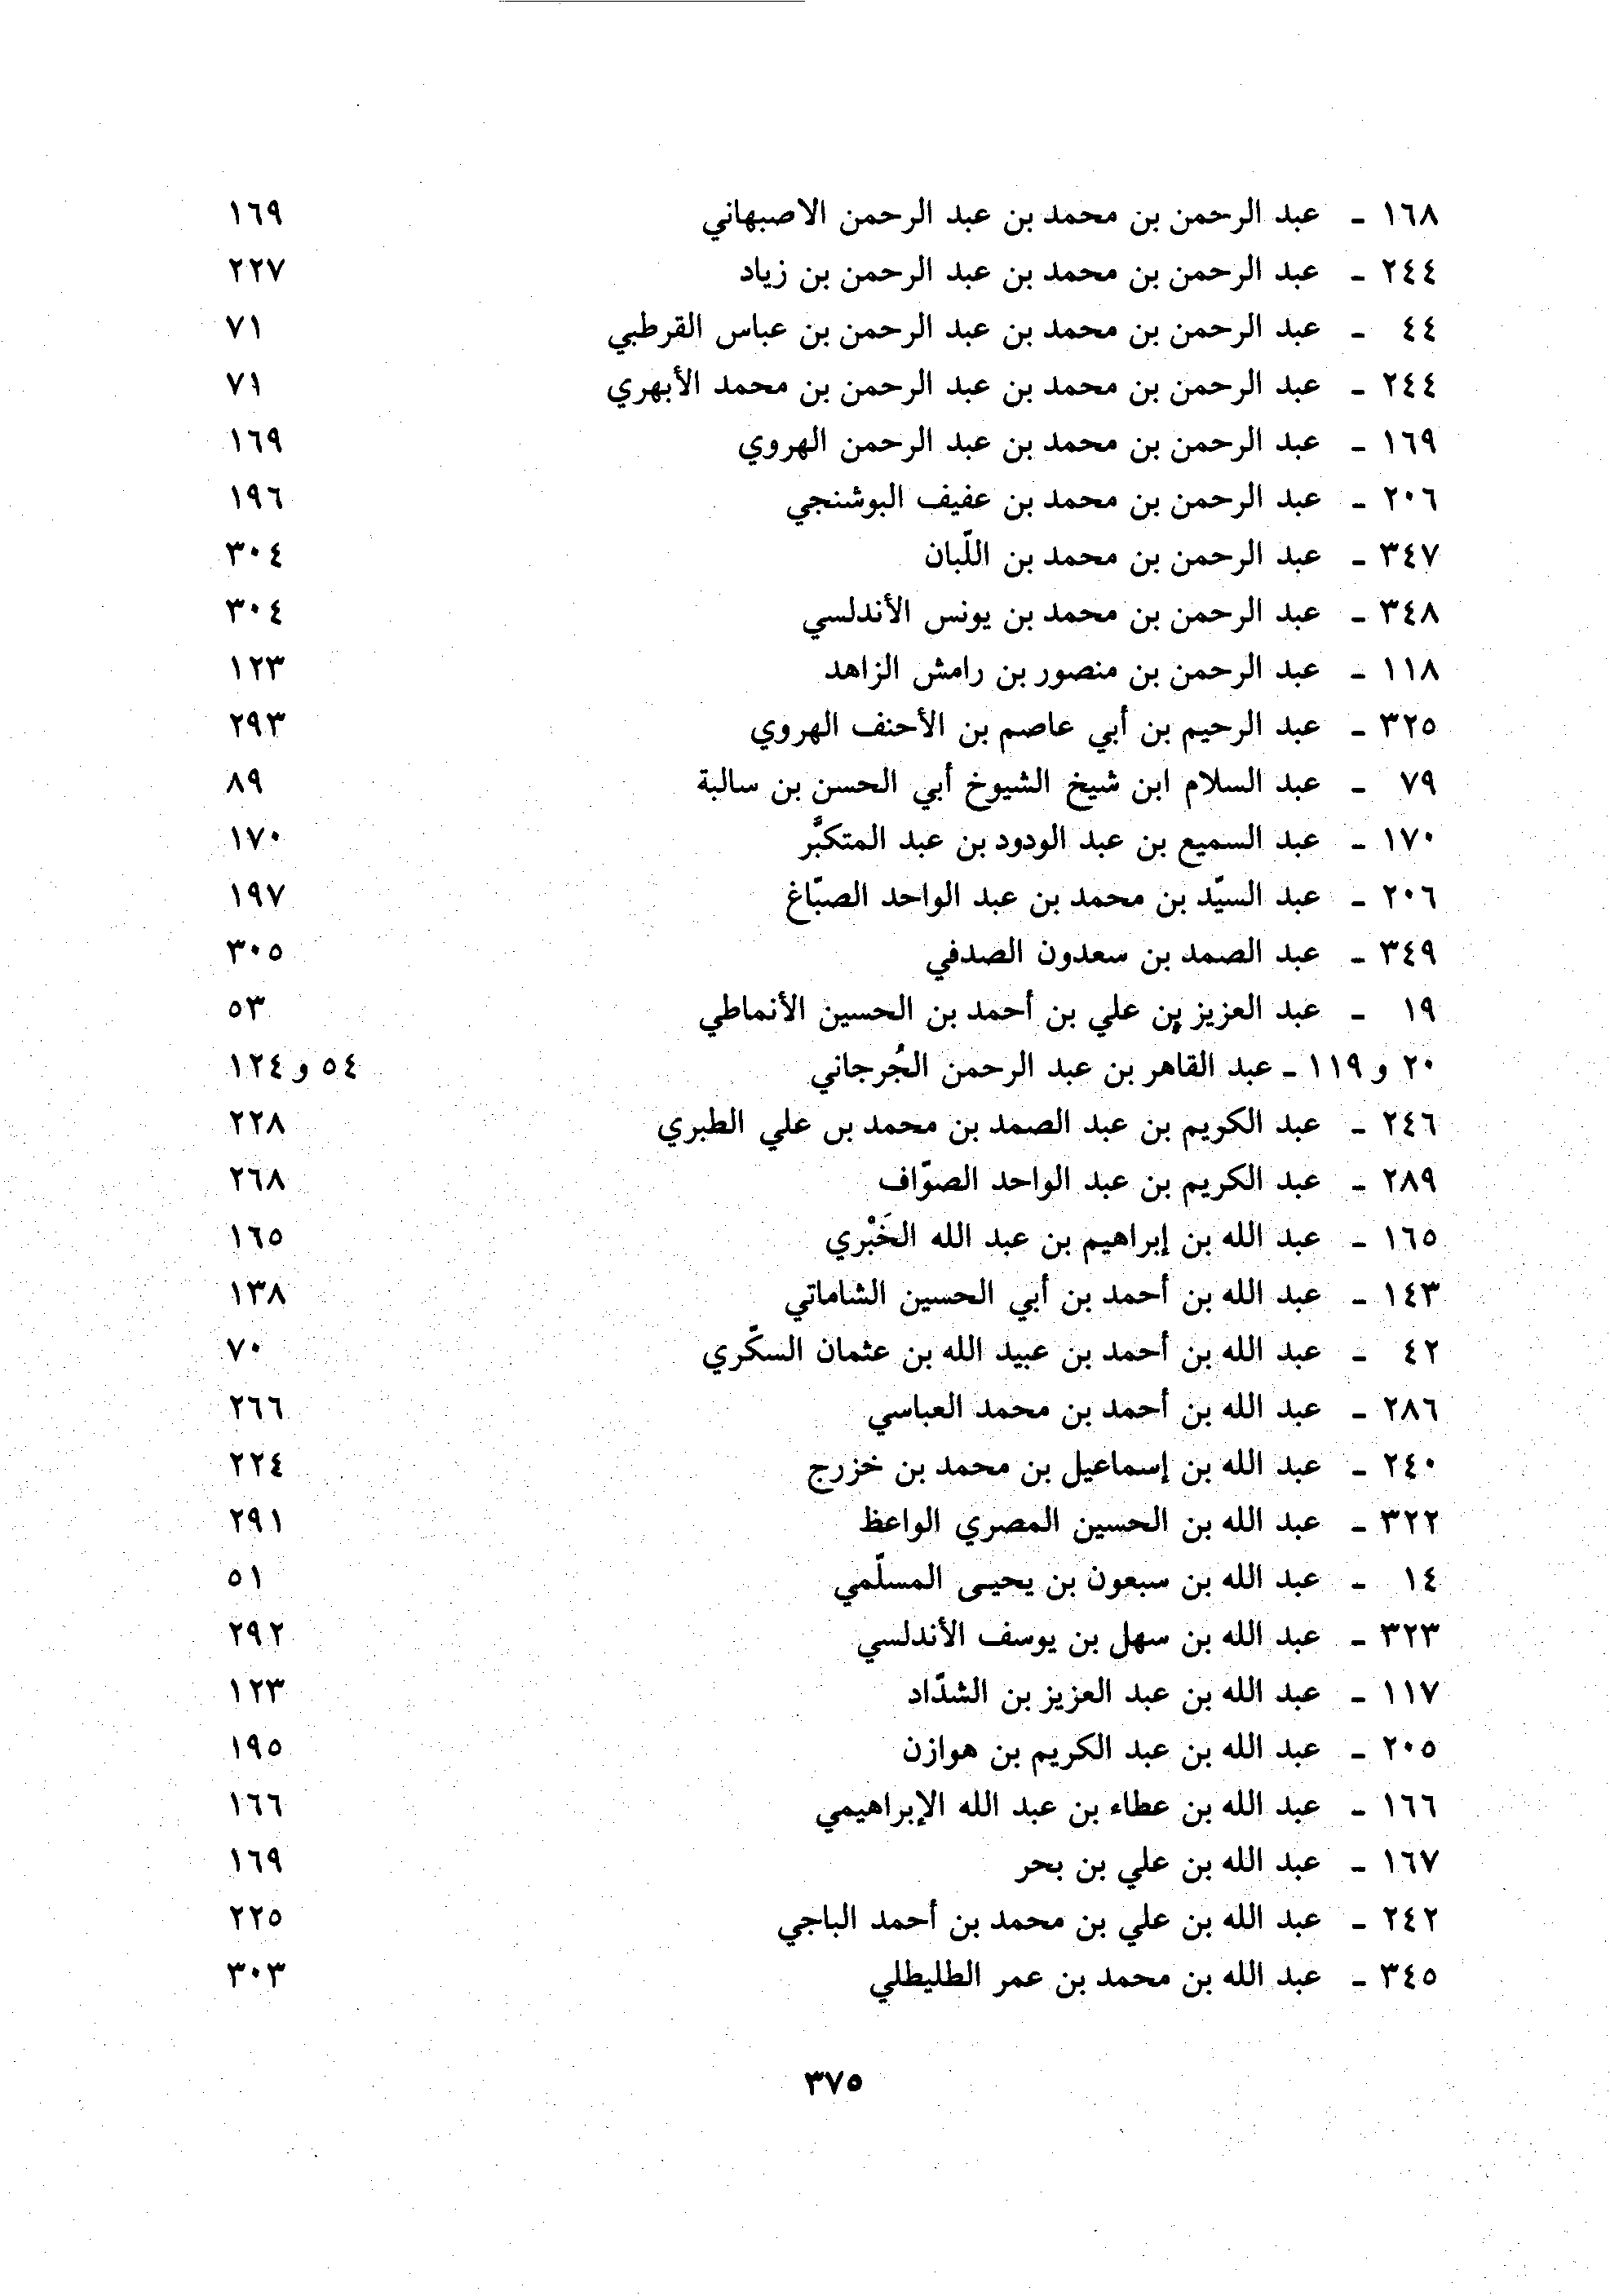 ١٦٨ - عبد الرحمن بن محمد بن عبد الرحمن الاصبهاني ١٦٩
٢٤٤ - عبد الرحمن بن محمد بن عبد الرحمن بن زياد ٢٢٧
٤٤ - عبد الرحمن بن محمد بن عبد الرحمن بن عباس القرطبي ٧١
٢٤٤ - عبد الرحمن بن محمد بن عبد الرحمن بن محمد الأبهري ٧١
١٦٩ - عبد الرحمن بن محمد بن عبد الرحمن الهروي ١٦٩
٢٠٦ - عبد الرحمن بن محمد بن عفيف البوشنجي ١٩٦
٣٤٧ - عبد الرحمن بن محمد بن اللّبان ٣٠٤
٣٤٨ - عبد الرحمن بن محمد بن يونس الأندلسي ٣٠٤
١١٨ - عبد الرحمن بن منصور بن رامش الزاهد ١٢٣
٣٢٥ - عبد الرحيم بن أبي عاصم بن الأحنف الهروي ٢٩٣
٧٩ - عبد السلام ابن شيخ الشيوخ أبي الحسن بن سالبة ٨٩
١٧٠ - عبد السميع بن عبد الودود بن عبد المتكبَّر ١٧٠
٢٠٦ - عبد السيّد بن محمد بن عبد الواحد الصبّاغ ١٩٧
٣٤٩ - عبد الصمد بن سعدون الصدفي ٣٠٥
١٩ - عبد العزيز بن علي بن أحمد بن الحسين الأنماطي ٥٣
٢٠ و ١١٩ - عبد القاهر بن عبد الرحمن الجُرجاني ٥٤ و ١٢٤
٢٤٦ - عبد الكريم بن عبد الصمد بن محمد بن علي الطبري ٢٢٨
٢٨٩ - عبد الكريم بن عبد الواحد الصوّاف ٢٦٨
١٦٥ - عبد الله بن إبراهيم بن عبد الله الخَبْري ١٦٥
١٤٣ - عبد الله بن أحمد بن أبي الحسين الشاماتي ١٣٨
٤٢ - عبد الله بن أحمد بن عبيد الله بن عثمان السكّري ٧٠
٢٨٦ - عبد الله بن أحمد بن محمد العباسي ٢٦٦
٢٤٠ - عبد الله بن إسماعيل بن محمد بن خزرج ٢٢٤
٣٢٢ - عبد الله بن الحسين المصري الواعظ ٢٩١
١٤ - عبد الله بن سبعون بن يحيى المسلّمي ٥١
٣٢٣ - عبد الله بن سهل بن يوسف الأندلسي ٢٩٢
١١٧ - عبد الله بن عبد العزيز بن الشدّاد ١٢٣
٢٠٥ - عبد الله بن عبد الكريم بن هوازن ١٩٥
١٦٦ - عبد الله بن عطاء بن عبد الله الإبراهيمي ١٦٦
١٦٧ - عبد الله بن علي بن بحر ١٦٩
٢٤٢ - عبد الله بن علي بن محمد بن أحمد الباجي ٢٢٥
٣٤٥ - عبد الله بن محمد بن عمر الطليطلي ٣٠٣
٣٧٥